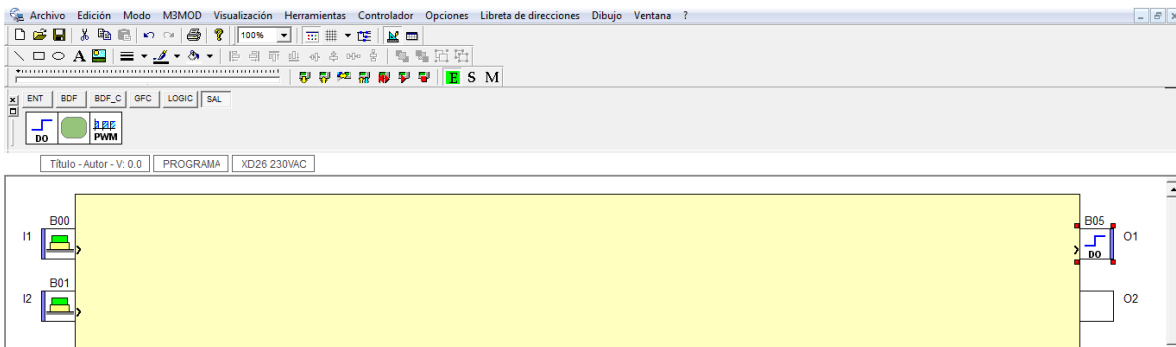 Archivo Edición Modo M3MOD Visualización Herramientas Controlador Opciones Libreta de direcciones Dibujo Ventana ?
100%
A
E S M
ENT BDF BDF_C GFC LOGIC SAL
DO PWM
Título - Autor - V: 0.0 PROGRAMA XD26 230VAC
B00 B05
I1 O1
DO
B01
I2 O2